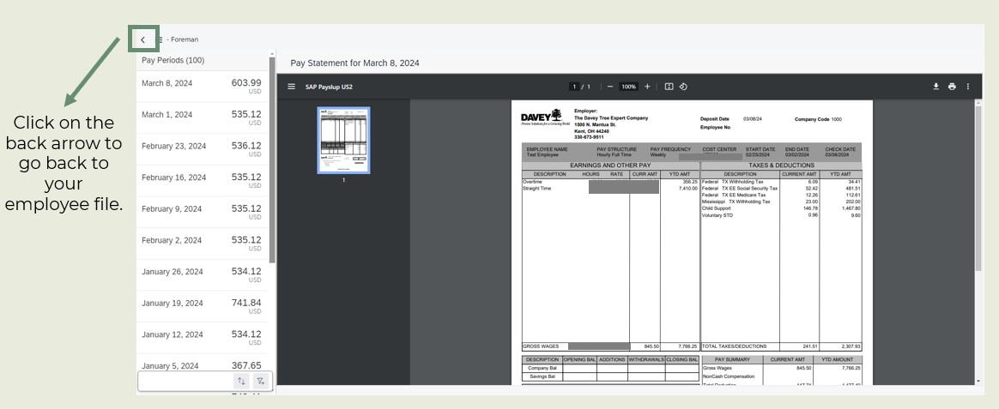 - Foreman
Pay Periods (100)
March 8, 2024 603.99
USD
March 1, 2024 535.12
USD
February 23, 2024 536.12
USD
February 16, 2024 535.12
USD
February 9, 2024 535.12
USD
February 2, 2024 535.12
USD
January 26, 2024 534.12
USD
January 19, 2024 741.84
USD
January 12, 2024 534.12
USD
January 5, 2024 367.65
Click on the
back arrow to
go back to
your
employee file.
Pay Statement for March 8, 2024
SAP Payslup US2
1 / 1 100%
1
DAVEY
Proven Solutions for a Growing World
Employer:
The Davey Tree Expert Company
1500 N. Mantua St.
Kent, OH 44240
330-673-9511
Deposit Date 03/08/24 Company Code 1000
Employee No
EMPLOYEE NAME PAY STRUCTURE PAY FREQUENCY COST CENTER START DATE END DATE CHECK DATE
Test Employee Hourly Full Time Weekly 02/25/2024 03/02/2024 03/08/2024
EARNINGS AND OTHER PAY TAXES & DEDUCTIONS
DESCRIPTION HOURS RATE CURR AMT YTD AMT DESCRIPTION CURRENT AMT YTD AMT
Overtime 356.25 Federal TX Withholding Tax 6.09 34.41
Straight Time 7,410.00 Federal TX EE Social Security Tax 52.42 481.51
Federal TX EE Medicare Tax 12.26 112.61
Mississippi TX Withholding Tax 23.00 202.00
Child Support 146.78 1,467.80
Voluntary STD 0.96 9.60
GROSS WAGES 845.50 7,766.25 TOTAL TAXES/DEDUCTIONS 241.51 2,307.93
DESCRIPTION OPENING BAL ADDITIONS WITHDRAWALS CLOSING BAL PAY SUMMARY CURRENT AMT YTD AMOUNT
Company Bal Gross Wages 845.50 7,766.25
Savings Bal NonCash Compensation